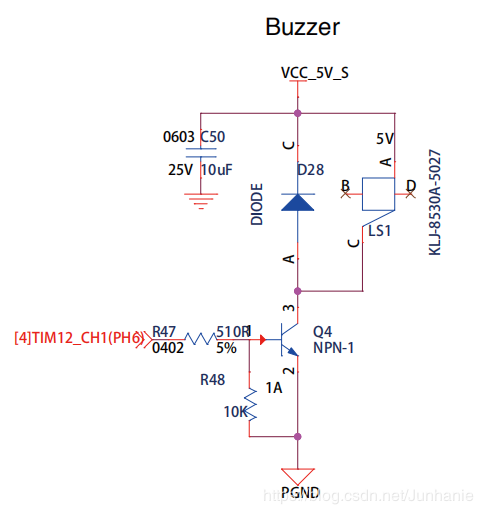 Buzzer
VCC_5V_S
0603 C50
25V 10uF
C
D28
DIODE
A
5V
A
B
D
LS1
C
KLJ-8530A-5027
3
[4]TIM12_CH1(PH6)
R47
510R
1
0402
5%
Q4
NPN-1
2
R48
1A
10K
PGND
https://blog.csdn.net/Junhanie